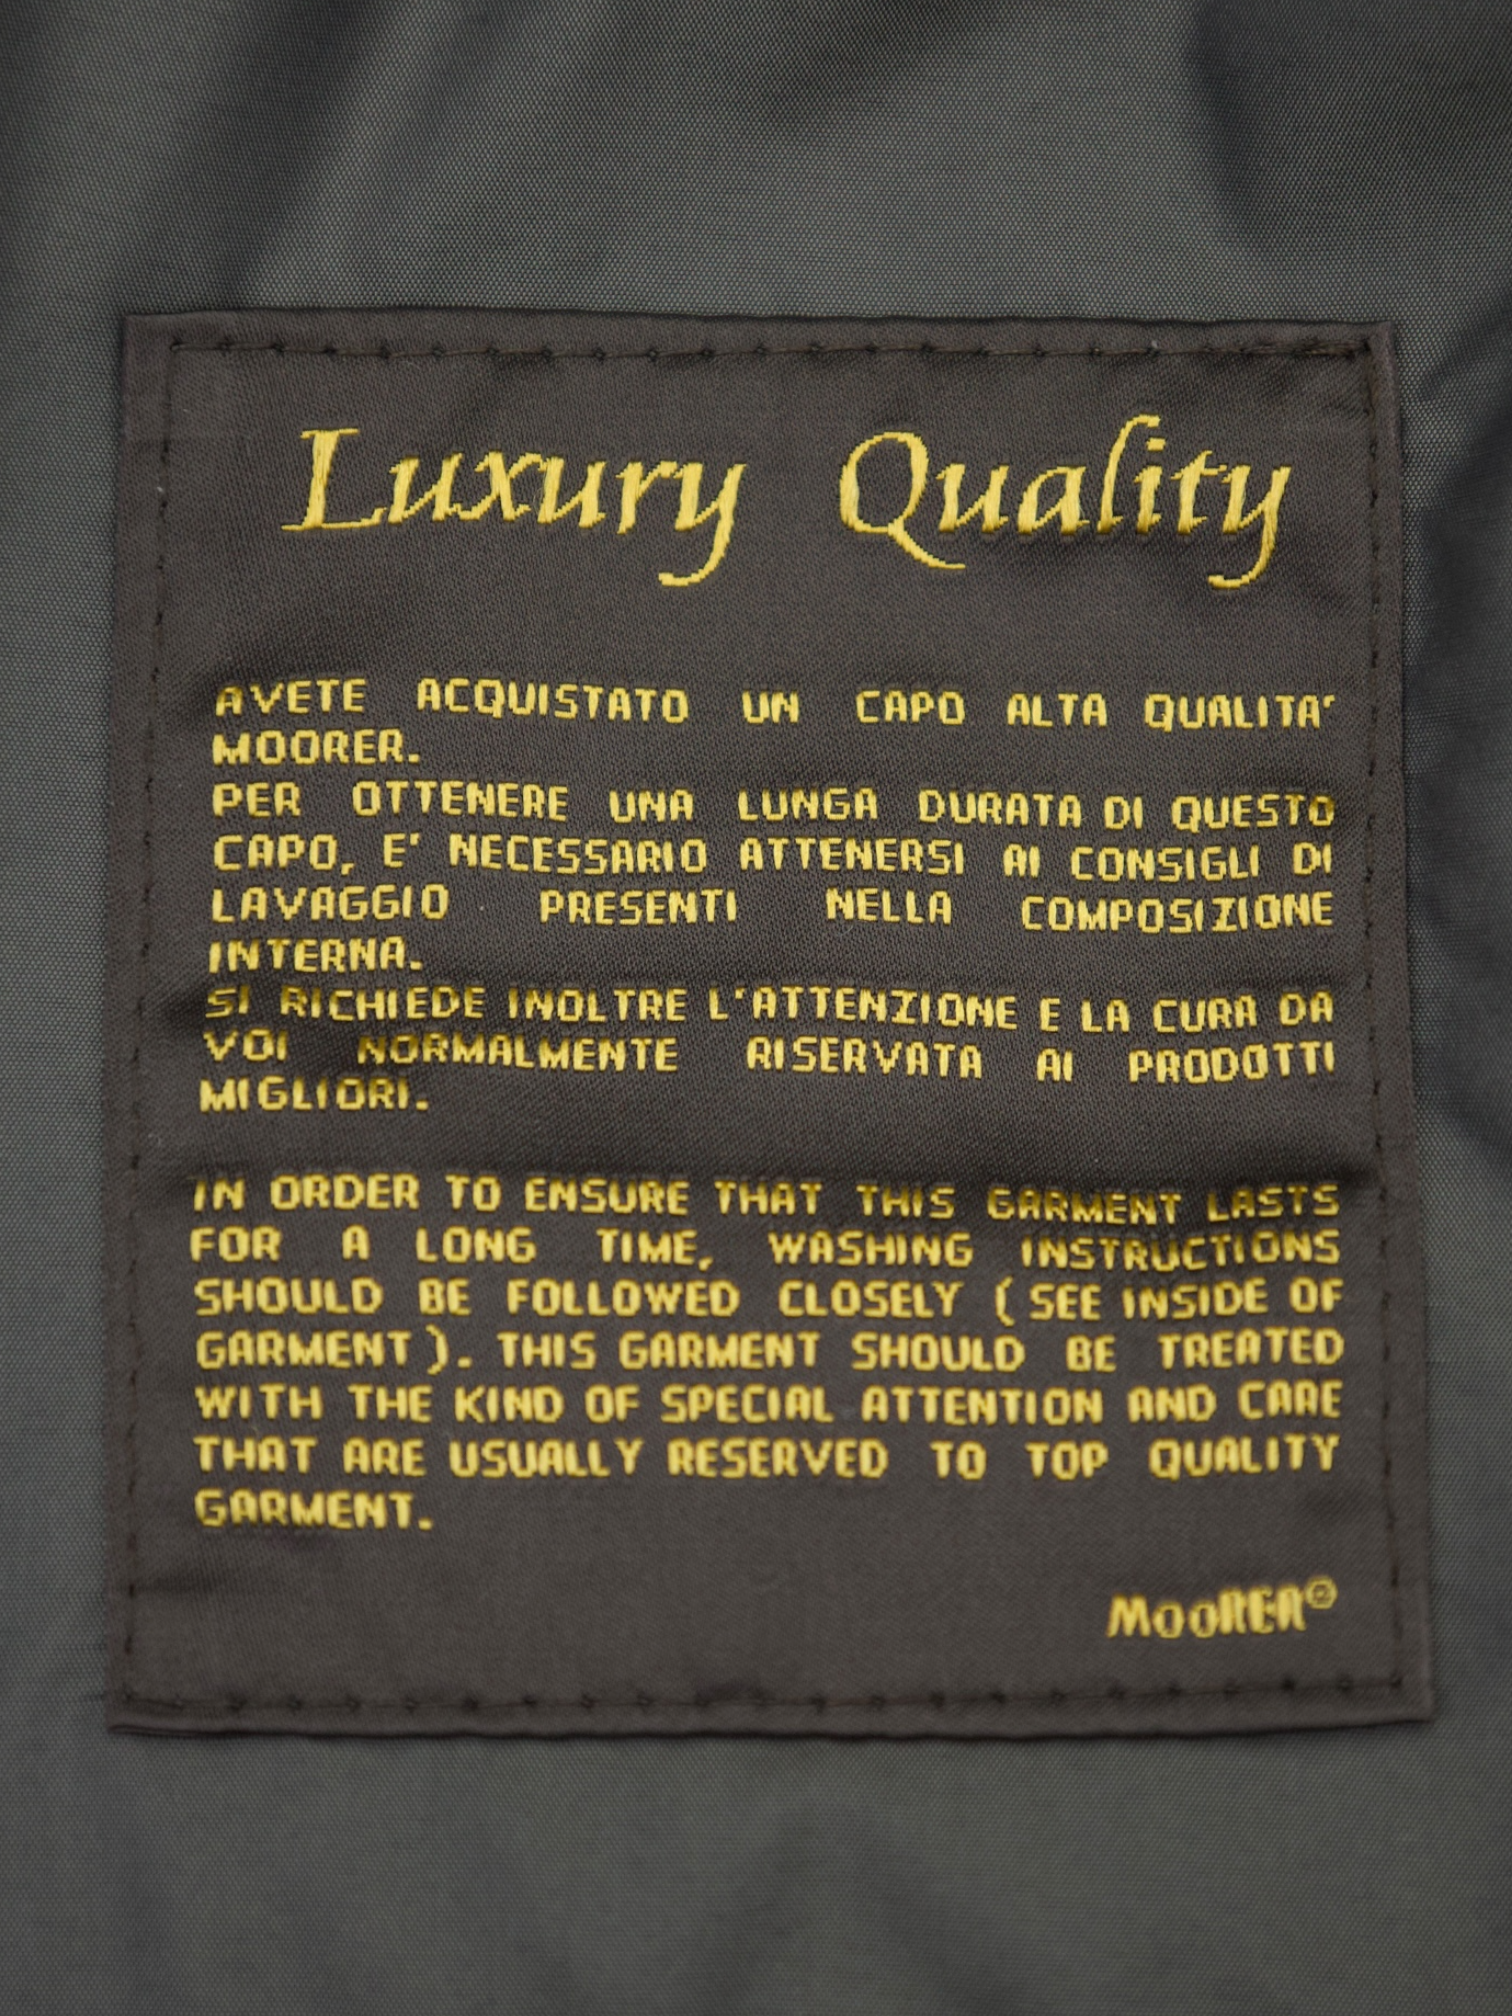 Luxury Quality
AVETE ACQUISTATO UN CAPO ALTA QUALITA'
MOORER.
PER OTTENERE UNA LUNGA DURATA DI QUESTO
CAPO, E' NECESSARIO ATTENERSI AI CONSIGLI DI
LAVAGGIO PRESENTI NELLA COMPOSIZIONE
INTERNA.
SI RICHIEDE INOLTRE L'ATTENZIONE E LA CURA DA
VOI NORMALMENTE RISERVATA AI PRODOTTI
MIGLIORI.
IN ORDER TO ENSURE THAT THIS GARMENT LASTS
FOR A LONG TIME, WASHING INSTRUCTIONS
SHOULD BE FOLLOWED CLOSELY ( SEE INSIDE OF
GARMENT ). THIS GARMENT SHOULD BE TREATED
WITH THE KIND OF SPECIAL ATTENTION AND CARE
THAT ARE USUALLY RESERVED TO TOP QUALITY
GARMENT.
MooRER®